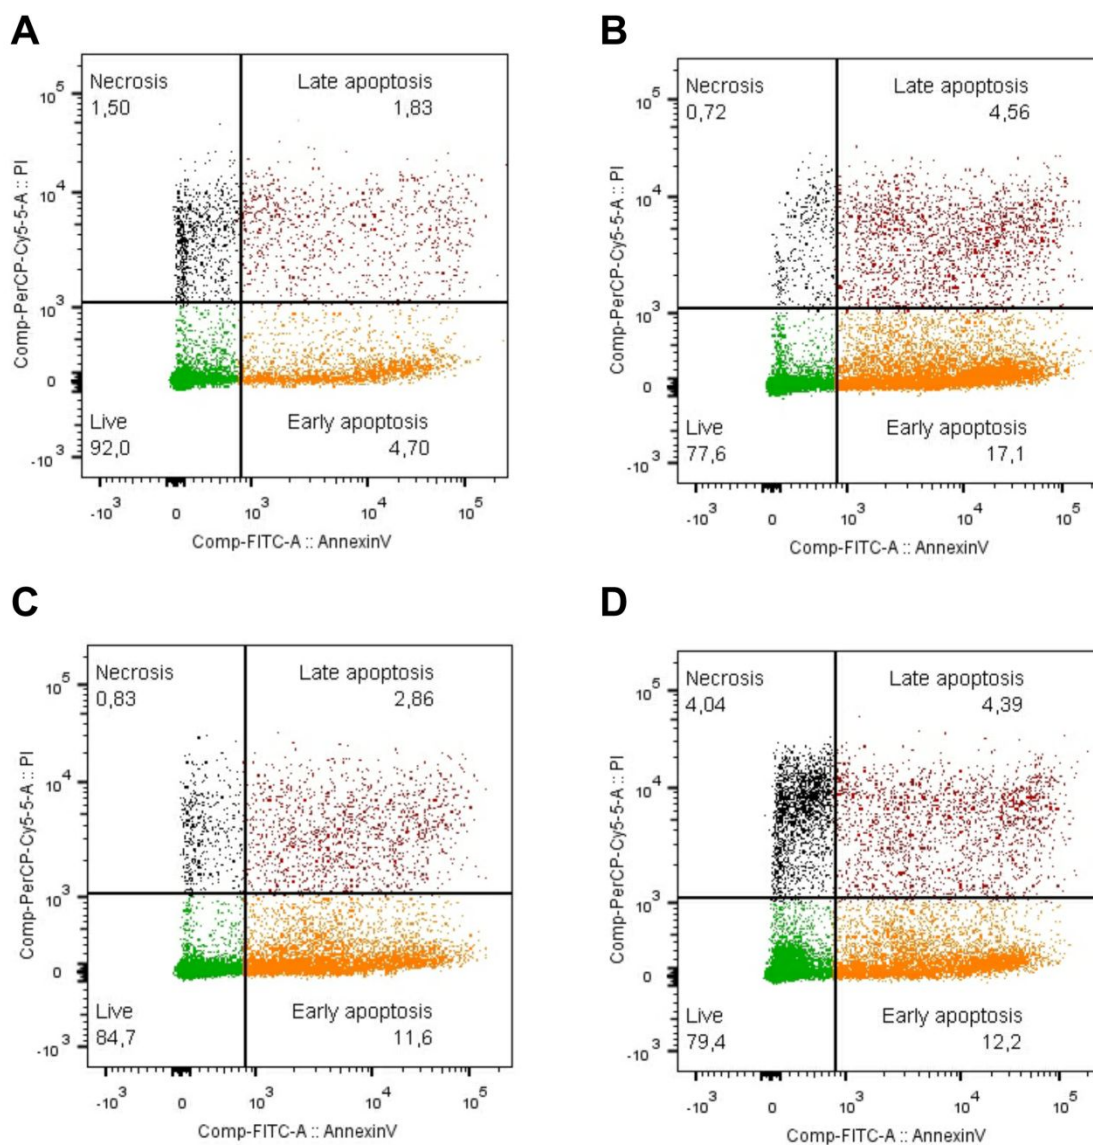 A
Necrosis
1,50
Late apoptosis
1,83
Live
92,0
Early apoptosis
4,70
10^5
10^4
10^3
0
-10^3
Comp-PerCP-Cy5-5-A :: PI
-10^3 0 10^3 10^4 10^5
Comp-FITC-A :: AnnexinV
B
Necrosis
0,72
Late apoptosis
4,56
Live
77,6
Early apoptosis
17,1
10^5
10^4
10^3
0
-10^3
Comp-PerCP-Cy5-5-A :: PI
-10^3 0 10^3 10^4 10^5
Comp-FITC-A :: AnnexinV
C
Necrosis
0,83
Late apoptosis
2,86
Live
84,7
Early apoptosis
11,6
10^5
10^4
10^3
0
-10^3
Comp-PerCP-Cy5-5-A :: PI
-10^3 0 10^3 10^4 10^5
Comp-FITC-A :: AnnexinV
D
Necrosis
4,04
Late apoptosis
4,39
Live
79,4
Early apoptosis
12,2
10^5
10^4
10^3
0
-10^3
Comp-PerCP-Cy5-5-A :: PI
-10^3 0 10^3 10^4 10^5
Comp-FITC-A :: AnnexinV